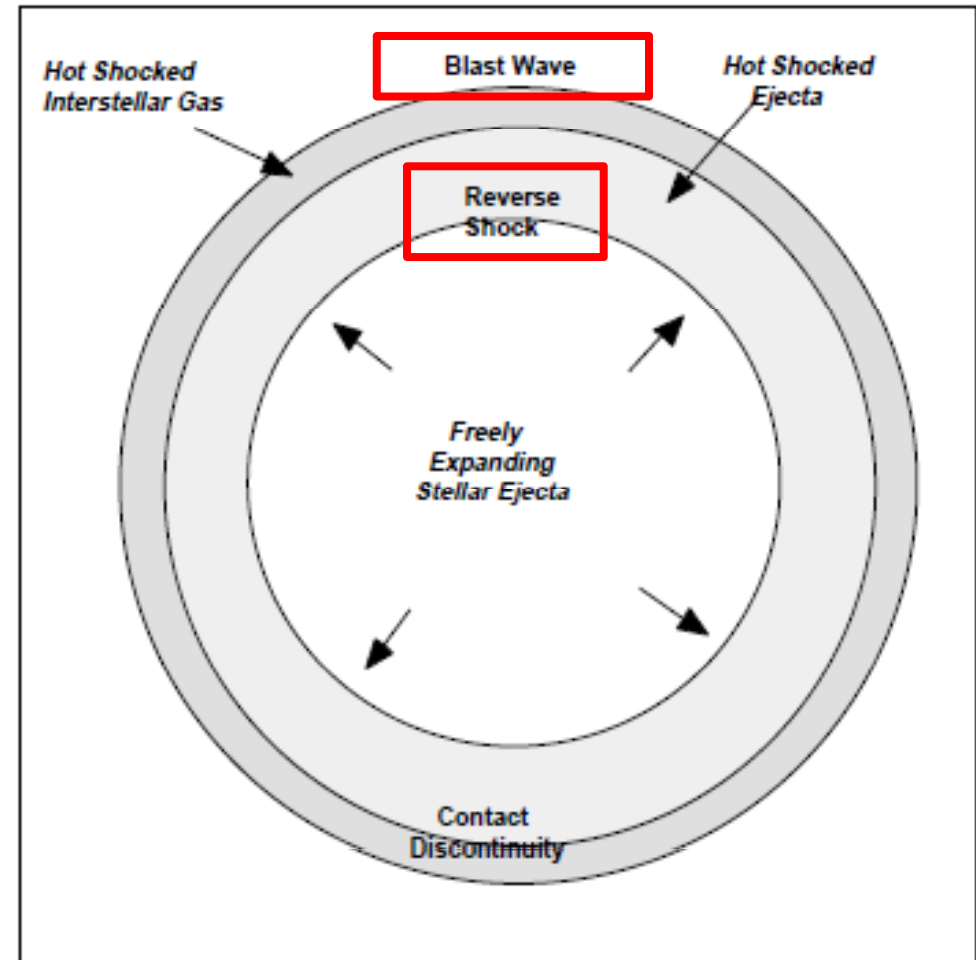 Blast Wave
Hot Shocked
Interstellar Gas
Hot Shocked
Ejecta
Reverse
Shock
Freely
Expanding
Stellar Ejecta
Contact
Discontinuity